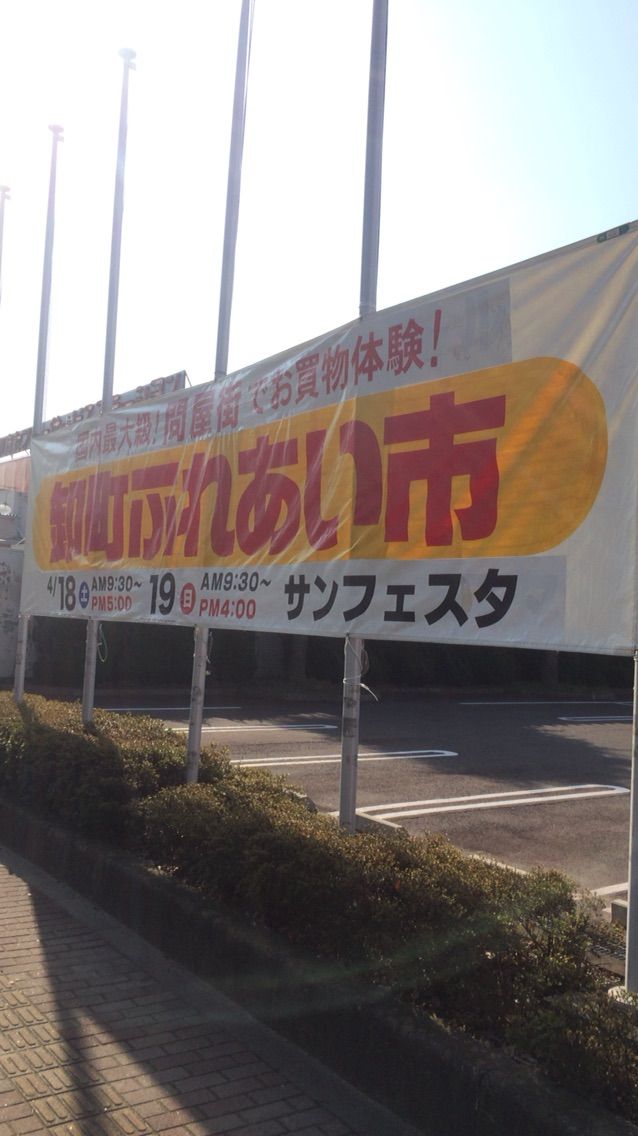 国内最大級！問屋街でお買物体験！
卸町ふれあい市
4/18土 AM9:30～PM5:00 19日 AM9:30～PM4:00 サンフェスタ